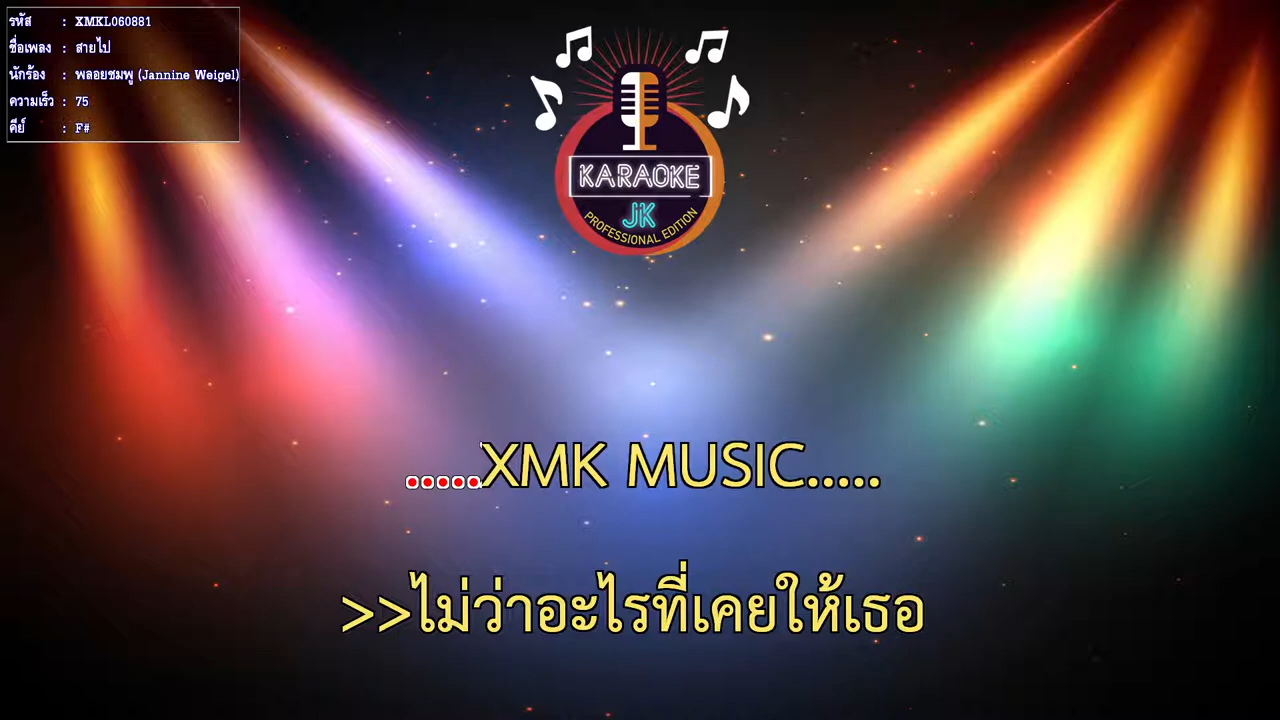 รหัส : XMKL060881
ชื่อเพลง : สายไป
นักร้อง : พลอยชมพู (Jannine Weigel)
ความเร็ว : 75
คีย์ : F#
KARAOKE
JK
PROFESSIONAL EDITION
.....XMK MUSIC.....
>>ไม่ว่าอะไรที่เคยให้เธอ